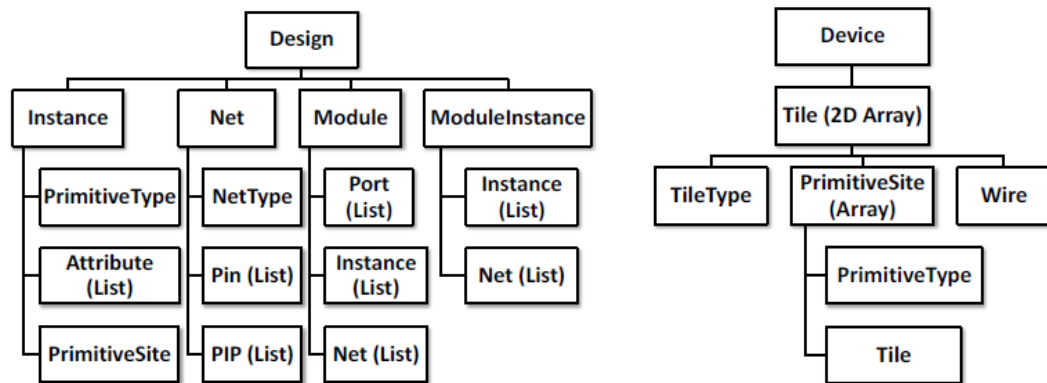 Design
Instance
Net
Module
ModuleInstance
PrimitiveType
Attribute
(List)
PrimitiveSite
NetType
Pin (List)
PIP (List)
Port
(List)
Instance
(List)
Net (List)
Instance
(List)
Net (List)
Device
Tile (2D Array)
TileType
PrimitiveSite
(Array)
Wire
PrimitiveType
Tile